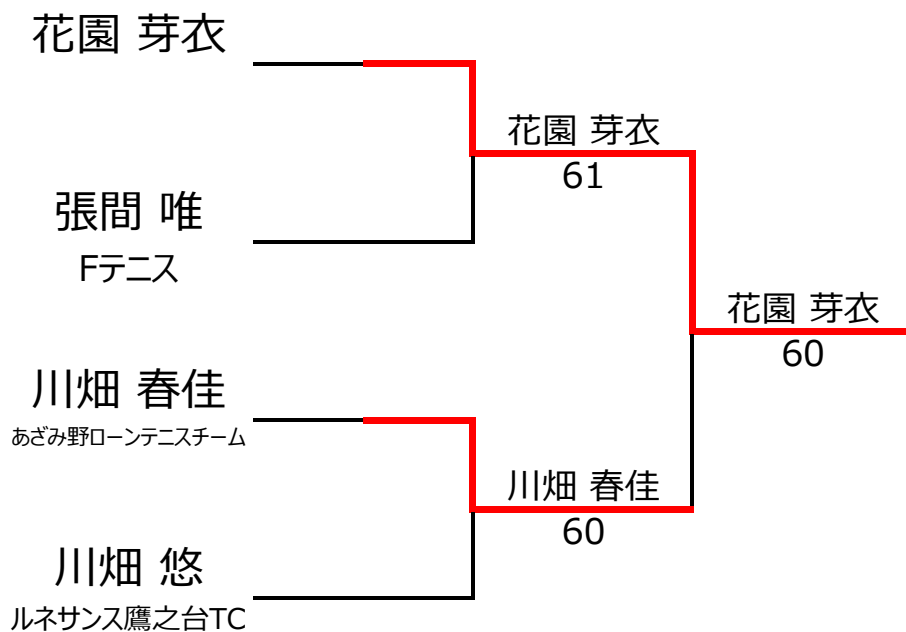 花園 芽衣
花園 芽衣
61
張間 唯
Fテニス
花園 芽衣
60
川畑 春佳
あざみ野ローンテニスチーム
川畑 春佳
60
川畑 悠
ルネサンス鷹之台TC